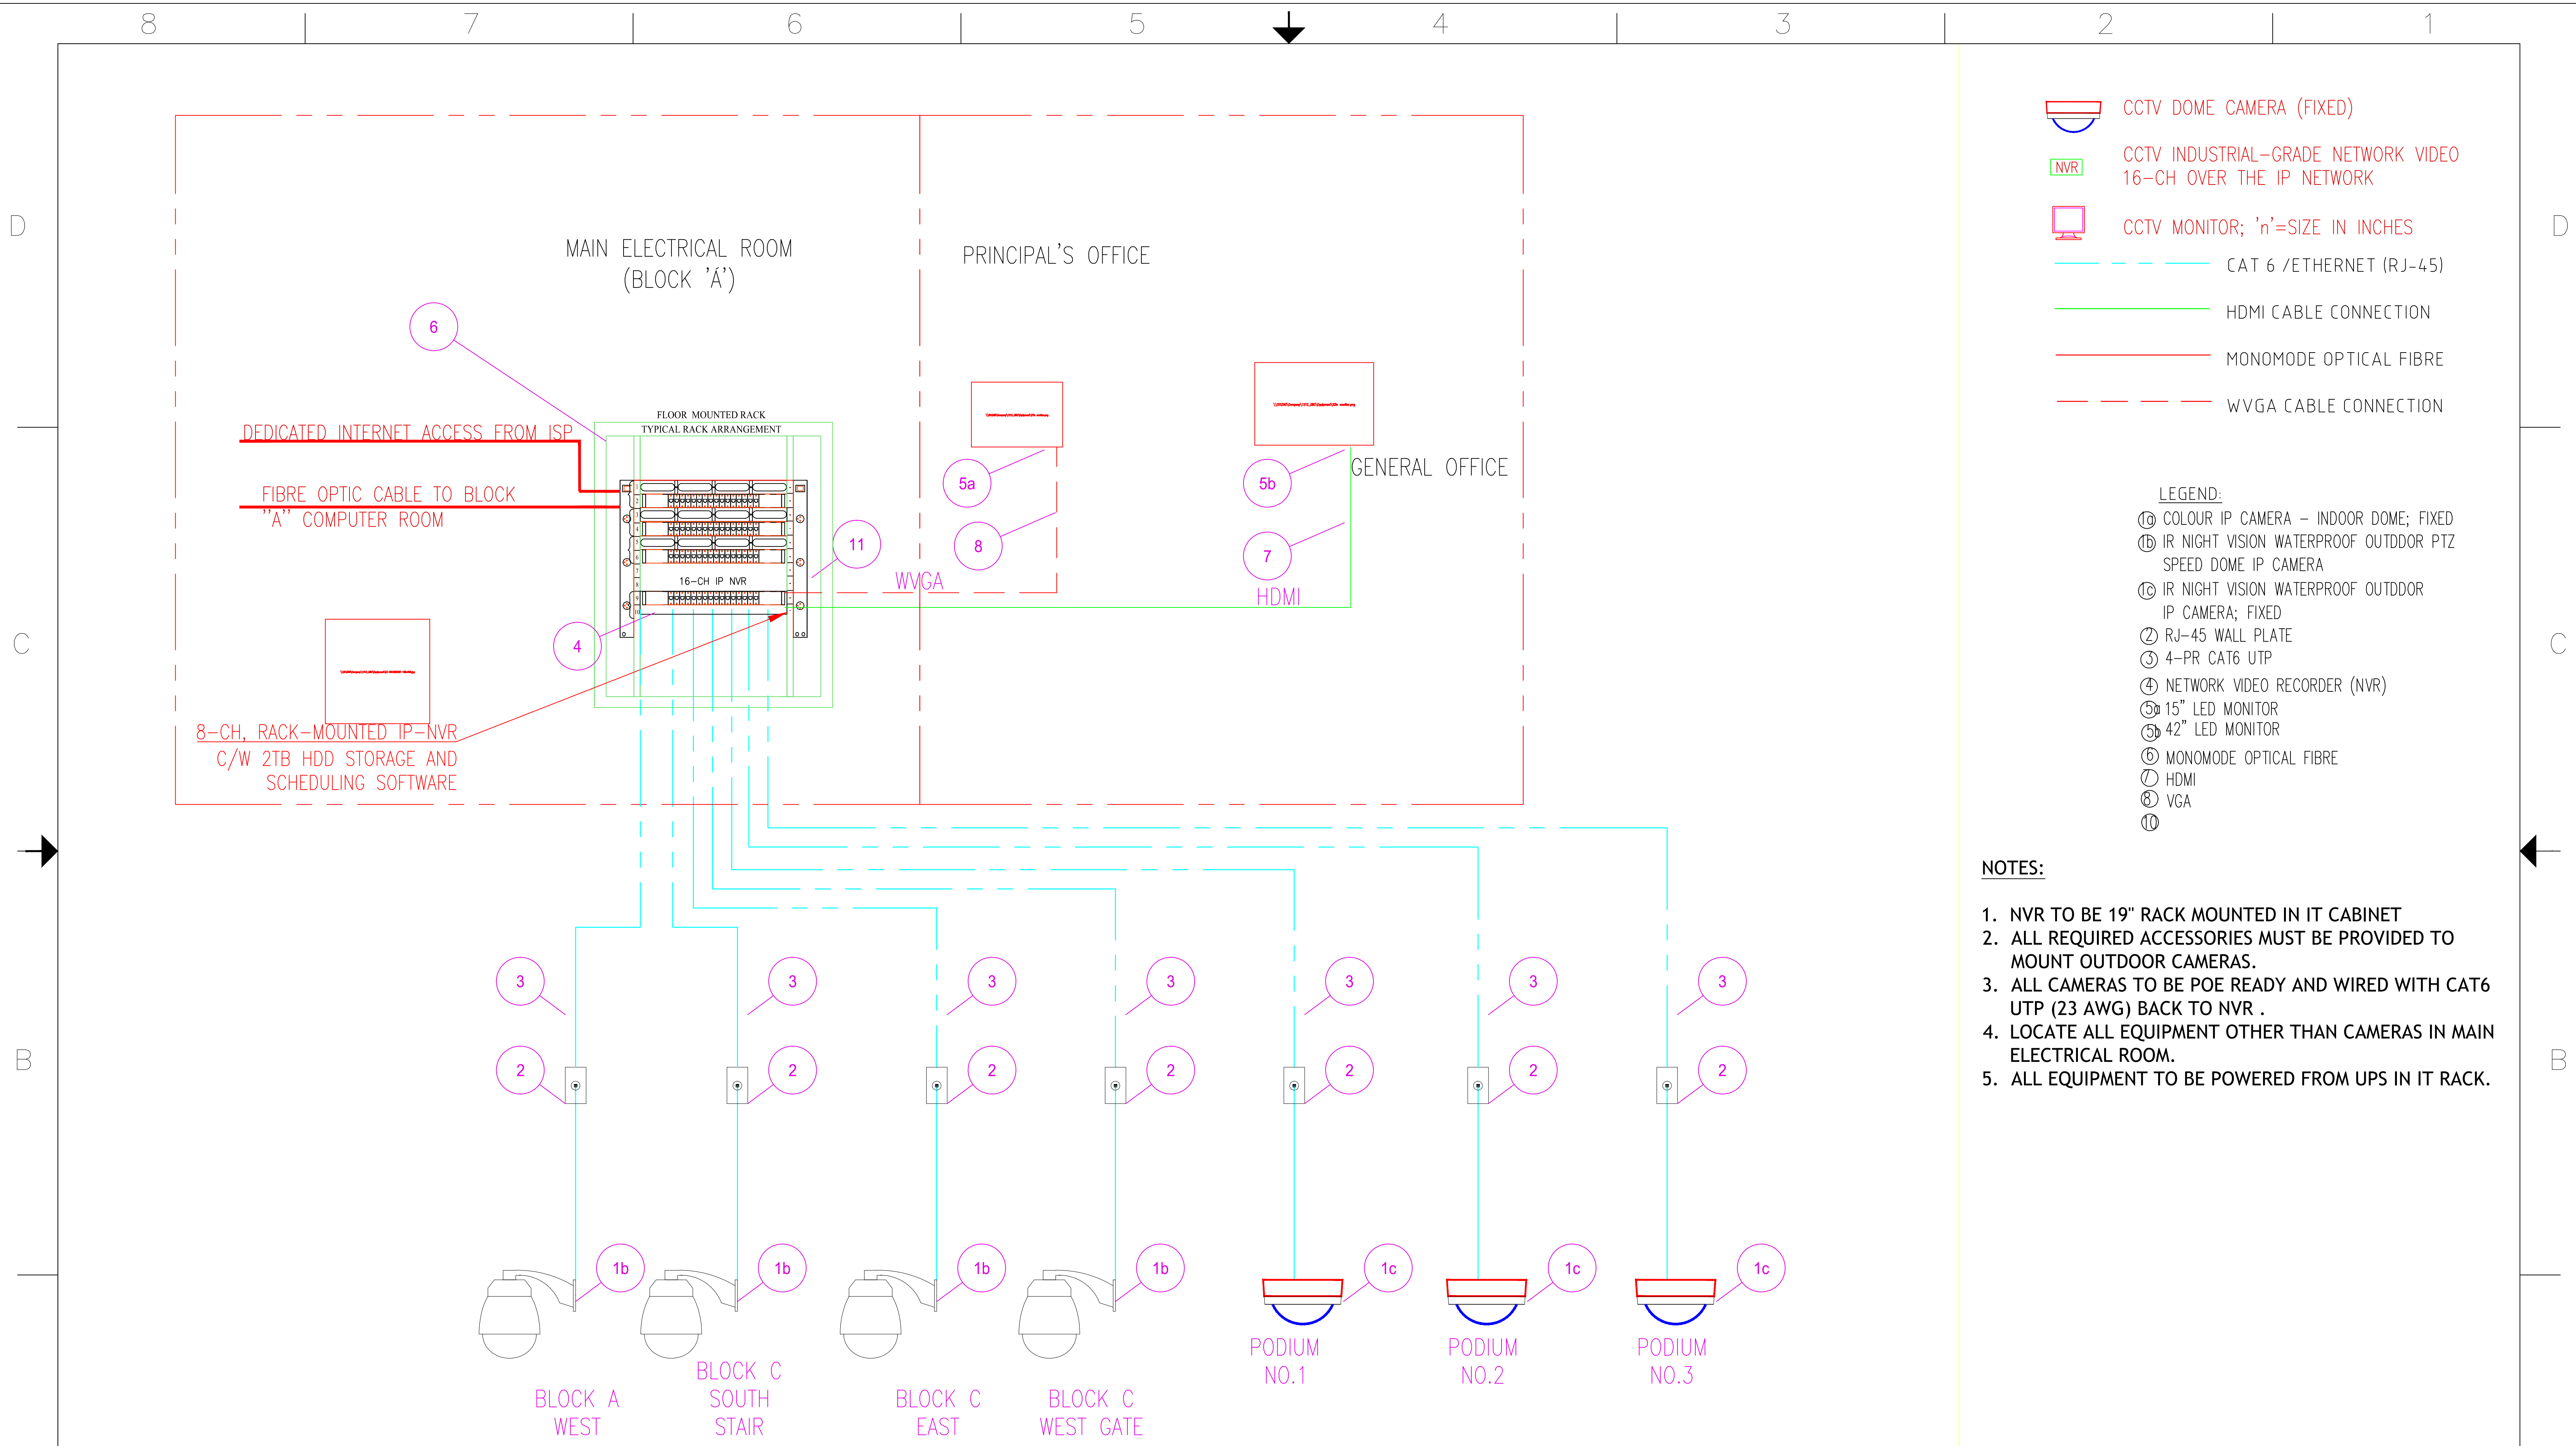 8 7 6 5 4 3 2 1
D
D
C
C
B
B
MAIN ELECTRICAL ROOM
(BLOCK 'Á')
PRINCIPAL'S OFFICE
6
FLOOR MOUNTED RACK
TYPICAL RACK ARRANGEMENT
DEDICATED INTERNET ACCESS FROM ISP
FIBRE OPTIC CABLE TO BLOCK
''A'' COMPUTER ROOM
1
2
3
4
5
6
7
8
9
10
16-CH IP NVR
11
4
WVGA
5a
8
5b
GENERAL OFFICE
7
HDMI
8-CH, RACK-MOUNTED IP-NVR
C/W 2TB HDD STORAGE AND
SCHEDULING SOFTWARE
3 3 3 3 3 3 3
2 2 2 2 2 2 2
1b 1b 1b 1b 1c 1c 1c
BLOCK A
WEST
BLOCK C
SOUTH
STAIR
BLOCK C
EAST
BLOCK C
WEST GATE
PODIUM
NO.1
PODIUM
NO.2
PODIUM
NO.3
CCTV DOME CAMERA (FIXED)
NVR
CCTV INDUSTRIAL-GRADE NETWORK VIDEO
16-CH OVER THE IP NETWORK
CCTV MONITOR; 'n'=SIZE IN INCHES
CAT 6 /ETHERNET (RJ-45)
HDMI CABLE CONNECTION
MONOMODE OPTICAL FIBRE
WVGA CABLE CONNECTION
LEGEND:
1a COLOUR IP CAMERA - INDOOR DOME; FIXED
1b IR NIGHT VISION WATERPROOF OUTDDOR PTZ
SPEED DOME IP CAMERA
1c IR NIGHT VISION WATERPROOF OUTDDOR
IP CAMERA; FIXED
2 RJ-45 WALL PLATE
3 4-PR CAT6 UTP
4 NETWORK VIDEO RECORDER (NVR)
5a 15" LED MONITOR
5b 42" LED MONITOR
6 MONOMODE OPTICAL FIBRE
7 HDMI
8 VGA
10
NOTES:
1. NVR TO BE 19" RACK MOUNTED IN IT CABINET
2. ALL REQUIRED ACCESSORIES MUST BE PROVIDED TO
MOUNT OUTDOOR CAMERAS.
3. ALL CAMERAS TO BE POE READY AND WIRED WITH CAT6
UTP (23 AWG) BACK TO NVR .
4. LOCATE ALL EQUIPMENT OTHER THAN CAMERAS IN MAIN
ELECTRICAL ROOM.
5. ALL EQUIPMENT TO BE POWERED FROM UPS IN IT RACK.